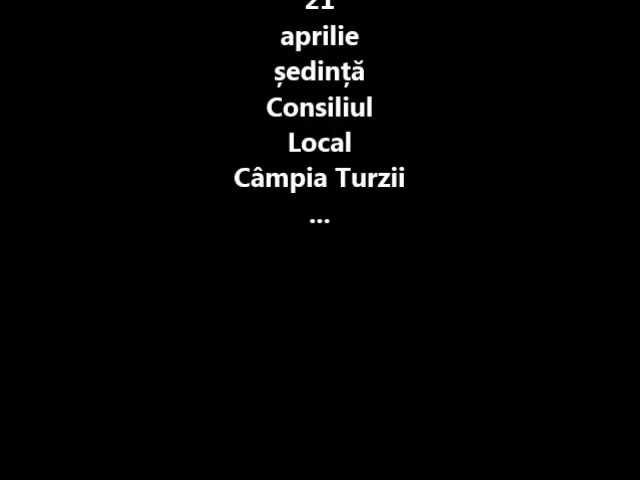 21
aprilie
ședință
Consiliul
Local
Câmpia Turzii
...